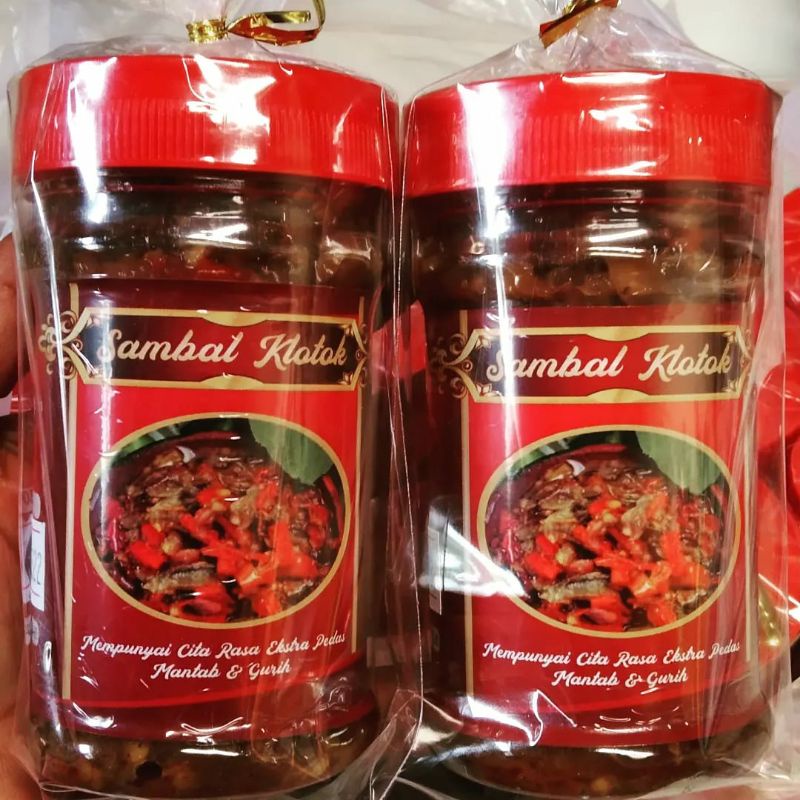 Sambal Klotok
Mempunyai Cita Rasa Ekstra Pedas
Mantab & Gurih
Sambal Klotok
Mempunyai Cita Rasa Ekstra Pedas
Mantab & Gurih